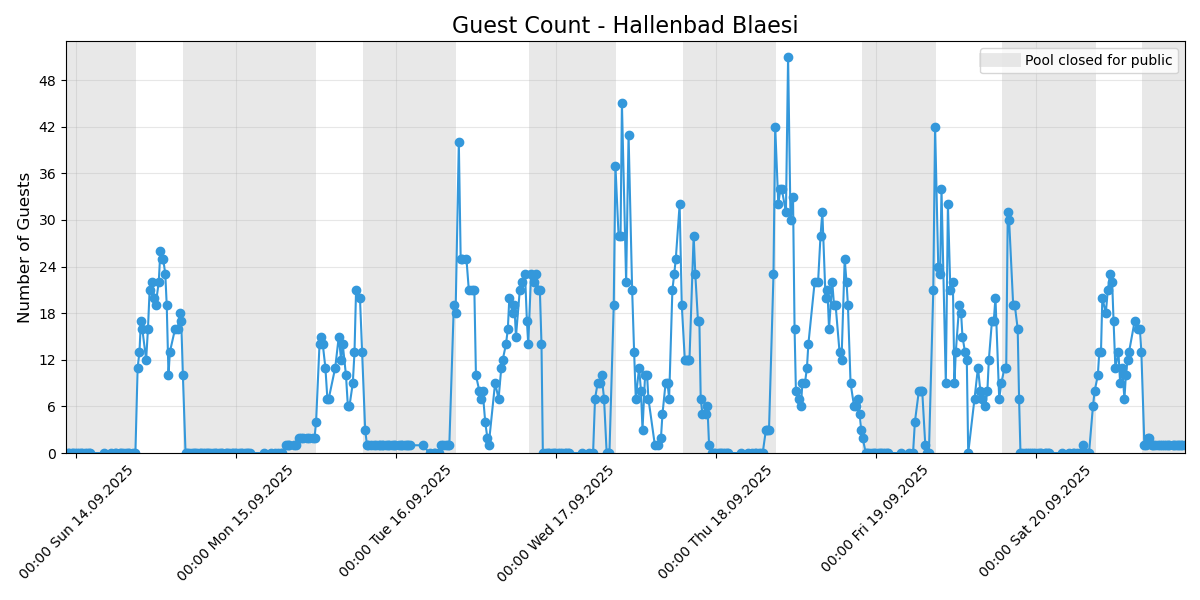 Guest Count - Hallenbad Blaesi
Pool closed for public
Number of Guests
48
42
36
30
24
18
12
6
0
00:00 Sun 14.09.2025
00:00 Mon 15.09.2025
00:00 Tue 16.09.2025
00:00 Wed 17.09.2025
00:00 Thu 18.09.2025
00:00 Fri 19.09.2025
00:00 Sat 20.09.2025